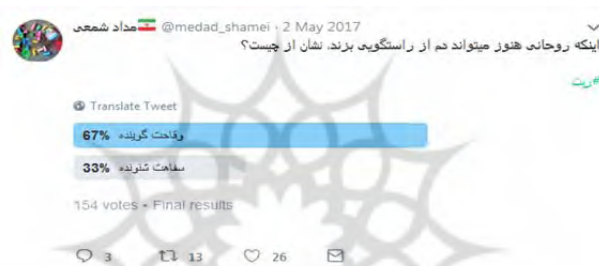 مداد شمعی @medad_shamei · 2 May 2017
اینکه روحانی هنوز میتواند دم از راستگویی بزند، نشان از چیست؟
#ریت
Translate Tweet
وقاحت گوینده 67%
سفاهت شنونده 33%
154 votes • Final results
3 13 26